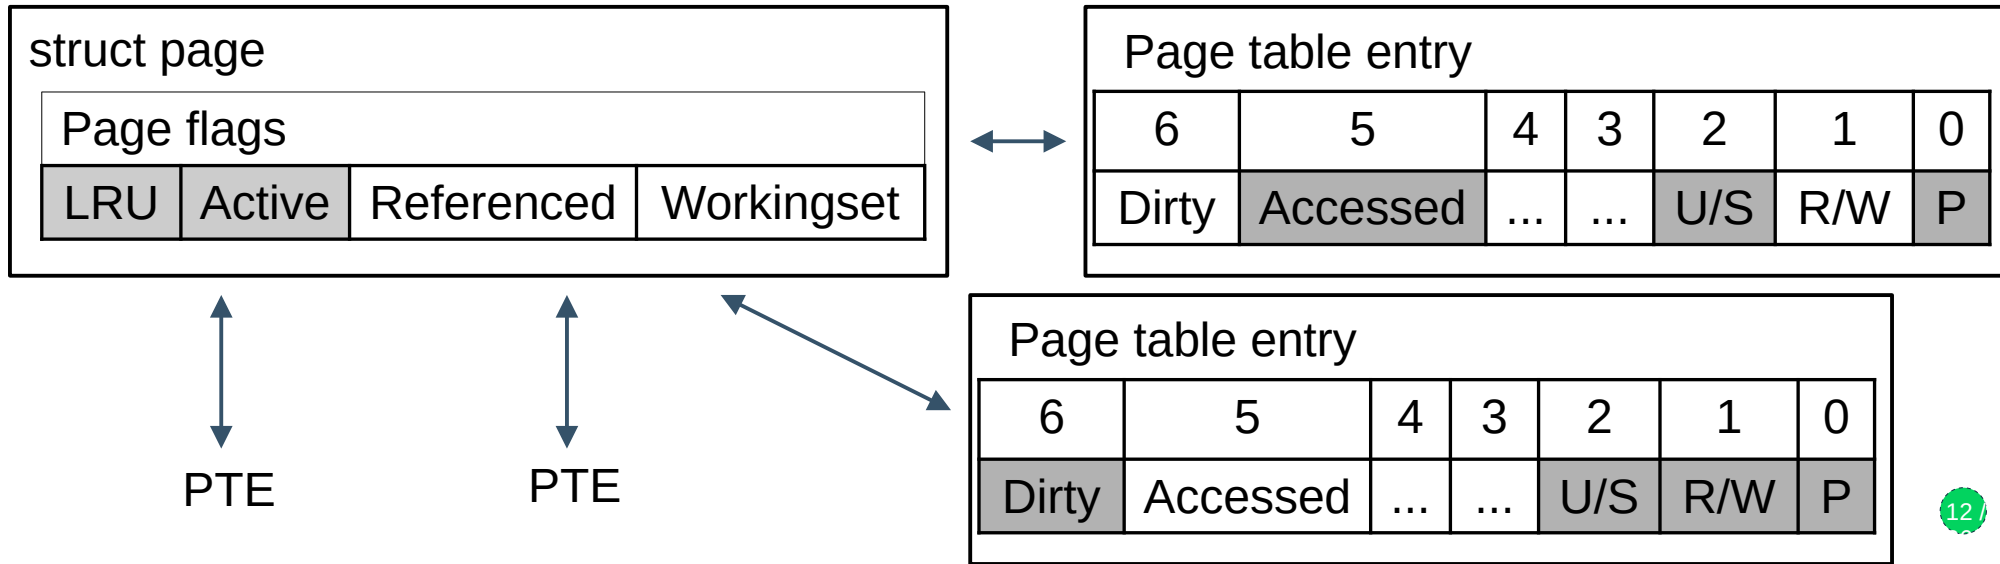 struct page
Page flags
LRU Active Referenced Workingset
Page table entry
6 5 4 3 2 1 0
Dirty Accessed ... ... U/S R/W P
Page table entry
6 5 4 3 2 1 0
Dirty Accessed ... ... U/S R/W P
PTE
PTE
12 /